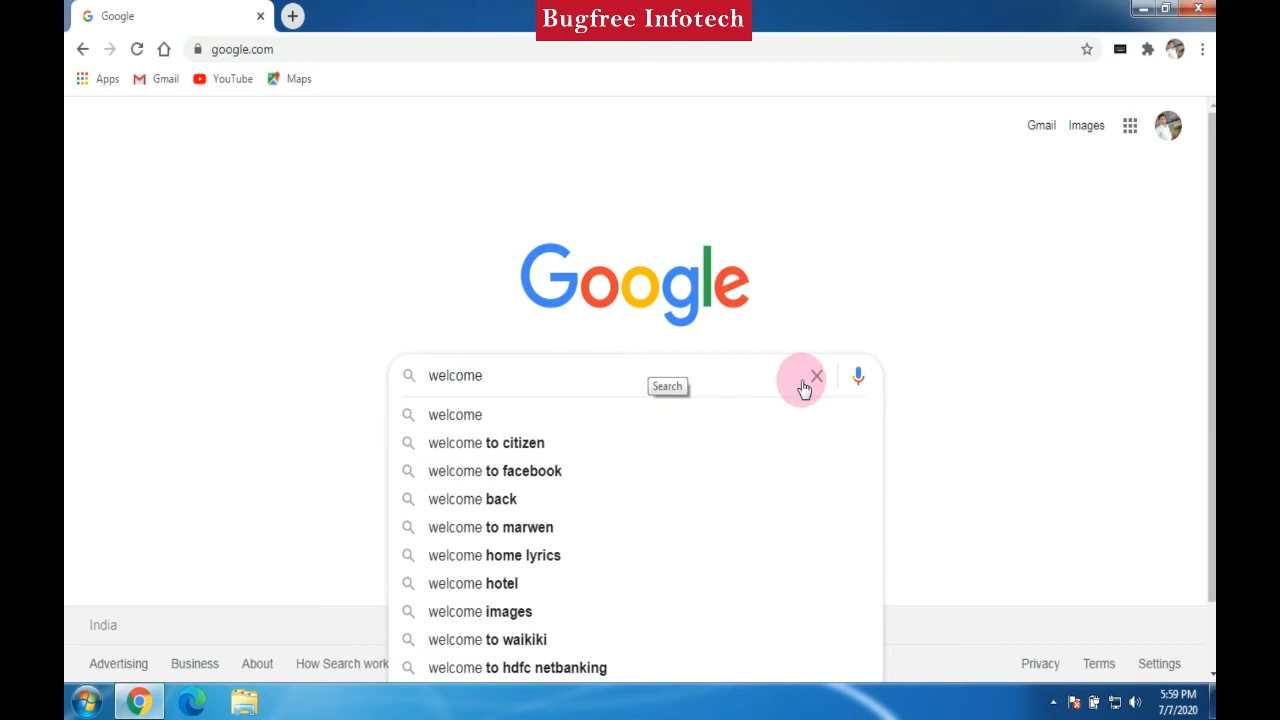 Google
Bugfree Infotech
google.com
Apps Gmail YouTube Maps
Gmail Images
Google
welcome
Search
welcome
welcome to citizen
welcome to facebook
welcome back
welcome to marwen
welcome home lyrics
welcome hotel
welcome images
welcome to waikiki
welcome to hdfc netbanking
India
Advertising Business About How Search work Privacy Terms Settings
5:59 PM
7/7/2020